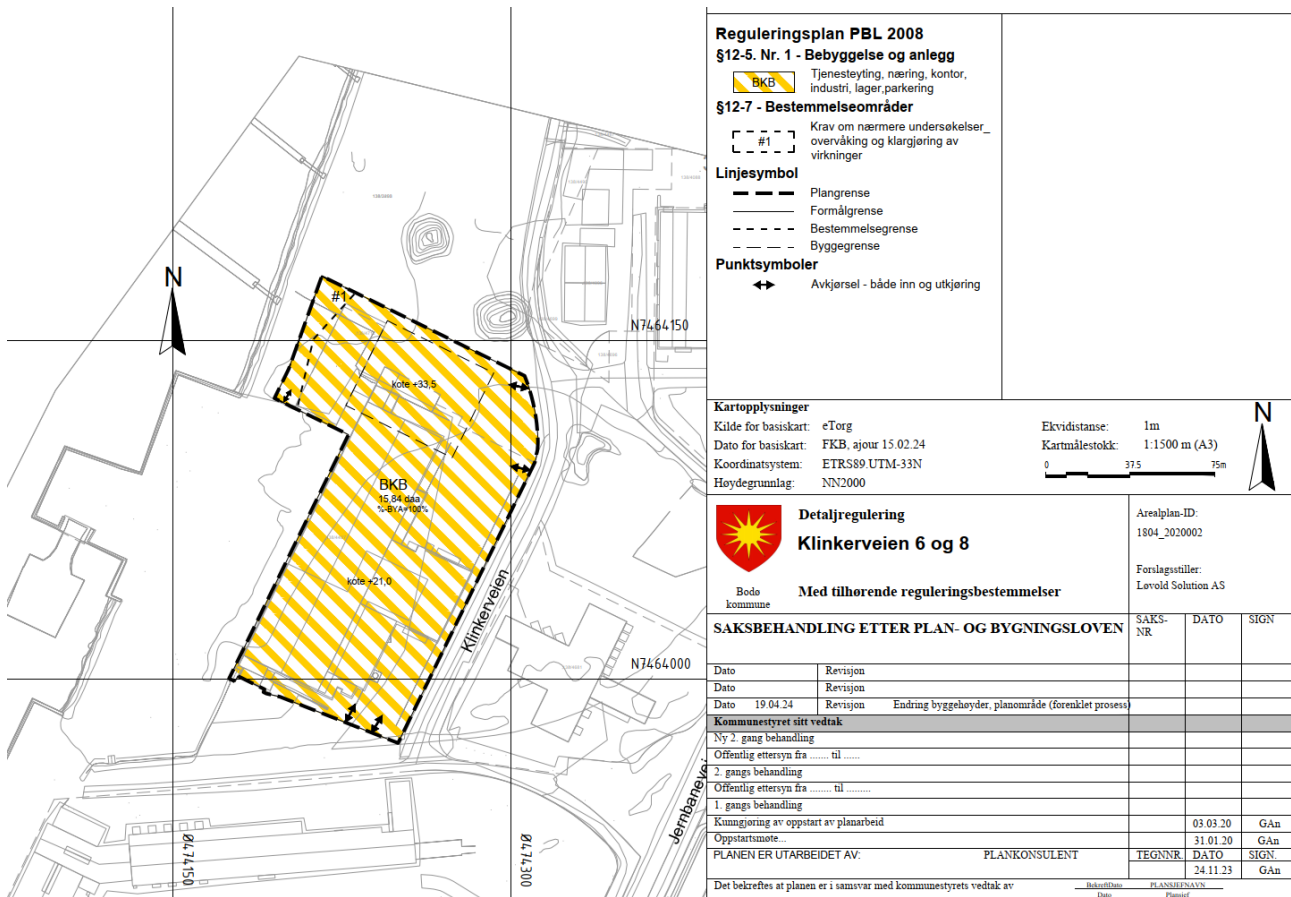 N
#1
N7464150
kote +33,5
BKB
15,84 daa
%-BYA=100%
kote +21,0
Klinkerveien
N7464000
Jernbanevei
Ø474150
Ø474300
Reguleringsplan PBL 2008
§12-5. Nr. 1 - Bebyggelse og anlegg
BKB
Tjenesteyting, næring, kontor,
industri, lager,parkering
§12-7 - Bestemmelseområder
#1
Krav om nærmere undersøkelser_
overvåking og klargjøring av
virkninger
Linjesymbol
Plangrense
Formålgrense
Bestemmelsegrense
Byggegrense
Punktsymboler
Avkjørsel - både inn og utkjøring
Kartopplysninger
Kilde for basiskart: eTorg
Dato for basiskart: FKB, ajour 15.02.24
Koordinatsystem: ETRS89.UTM-33N
Høydegrunnlag: NN2000
Ekvidistanse: 1m
Kartmålestokk: 1:1500 m (A3)
0 37.5 75m
N
Bodø
kommune
Detaljregulering
Klinkerveien 6 og 8
Med tilhørende reguleringsbestemmelser
Arealplan-ID:
1804_2020002
Forslagsstiller:
Løvold Solution AS
SAKSBEHANDLING ETTER PLAN- OG BYGNINGSLOVEN
SAKS-
NR
DATO
SIGN
Dato Revisjon
Dato Revisjon
Dato 19.04.24 Revisjon Endring byggehøyder, planområde (forenklet prosess)
Kommunestyret sitt vedtak
Ny 2. gang behandling
Offentlig ettersyn fra ....... til ......
2. gangs behandling
Offentlig ettersyn fra ........ til .........
1. gangs behandling
Kunngjøring av oppstart av planarbeid 03.03.20 GAn
Oppstartsmøte... 31.01.20 GAn
PLANEN ER UTARBEIDET AV: PLANKONSULENT TEGNNR. DATO SIGN.
24.11.23 GAn
Det bekreftes at planen er i samsvar med kommunestyrets vedtak av
BekreftDato PLANSJEFNAVN
Dato Plansjef